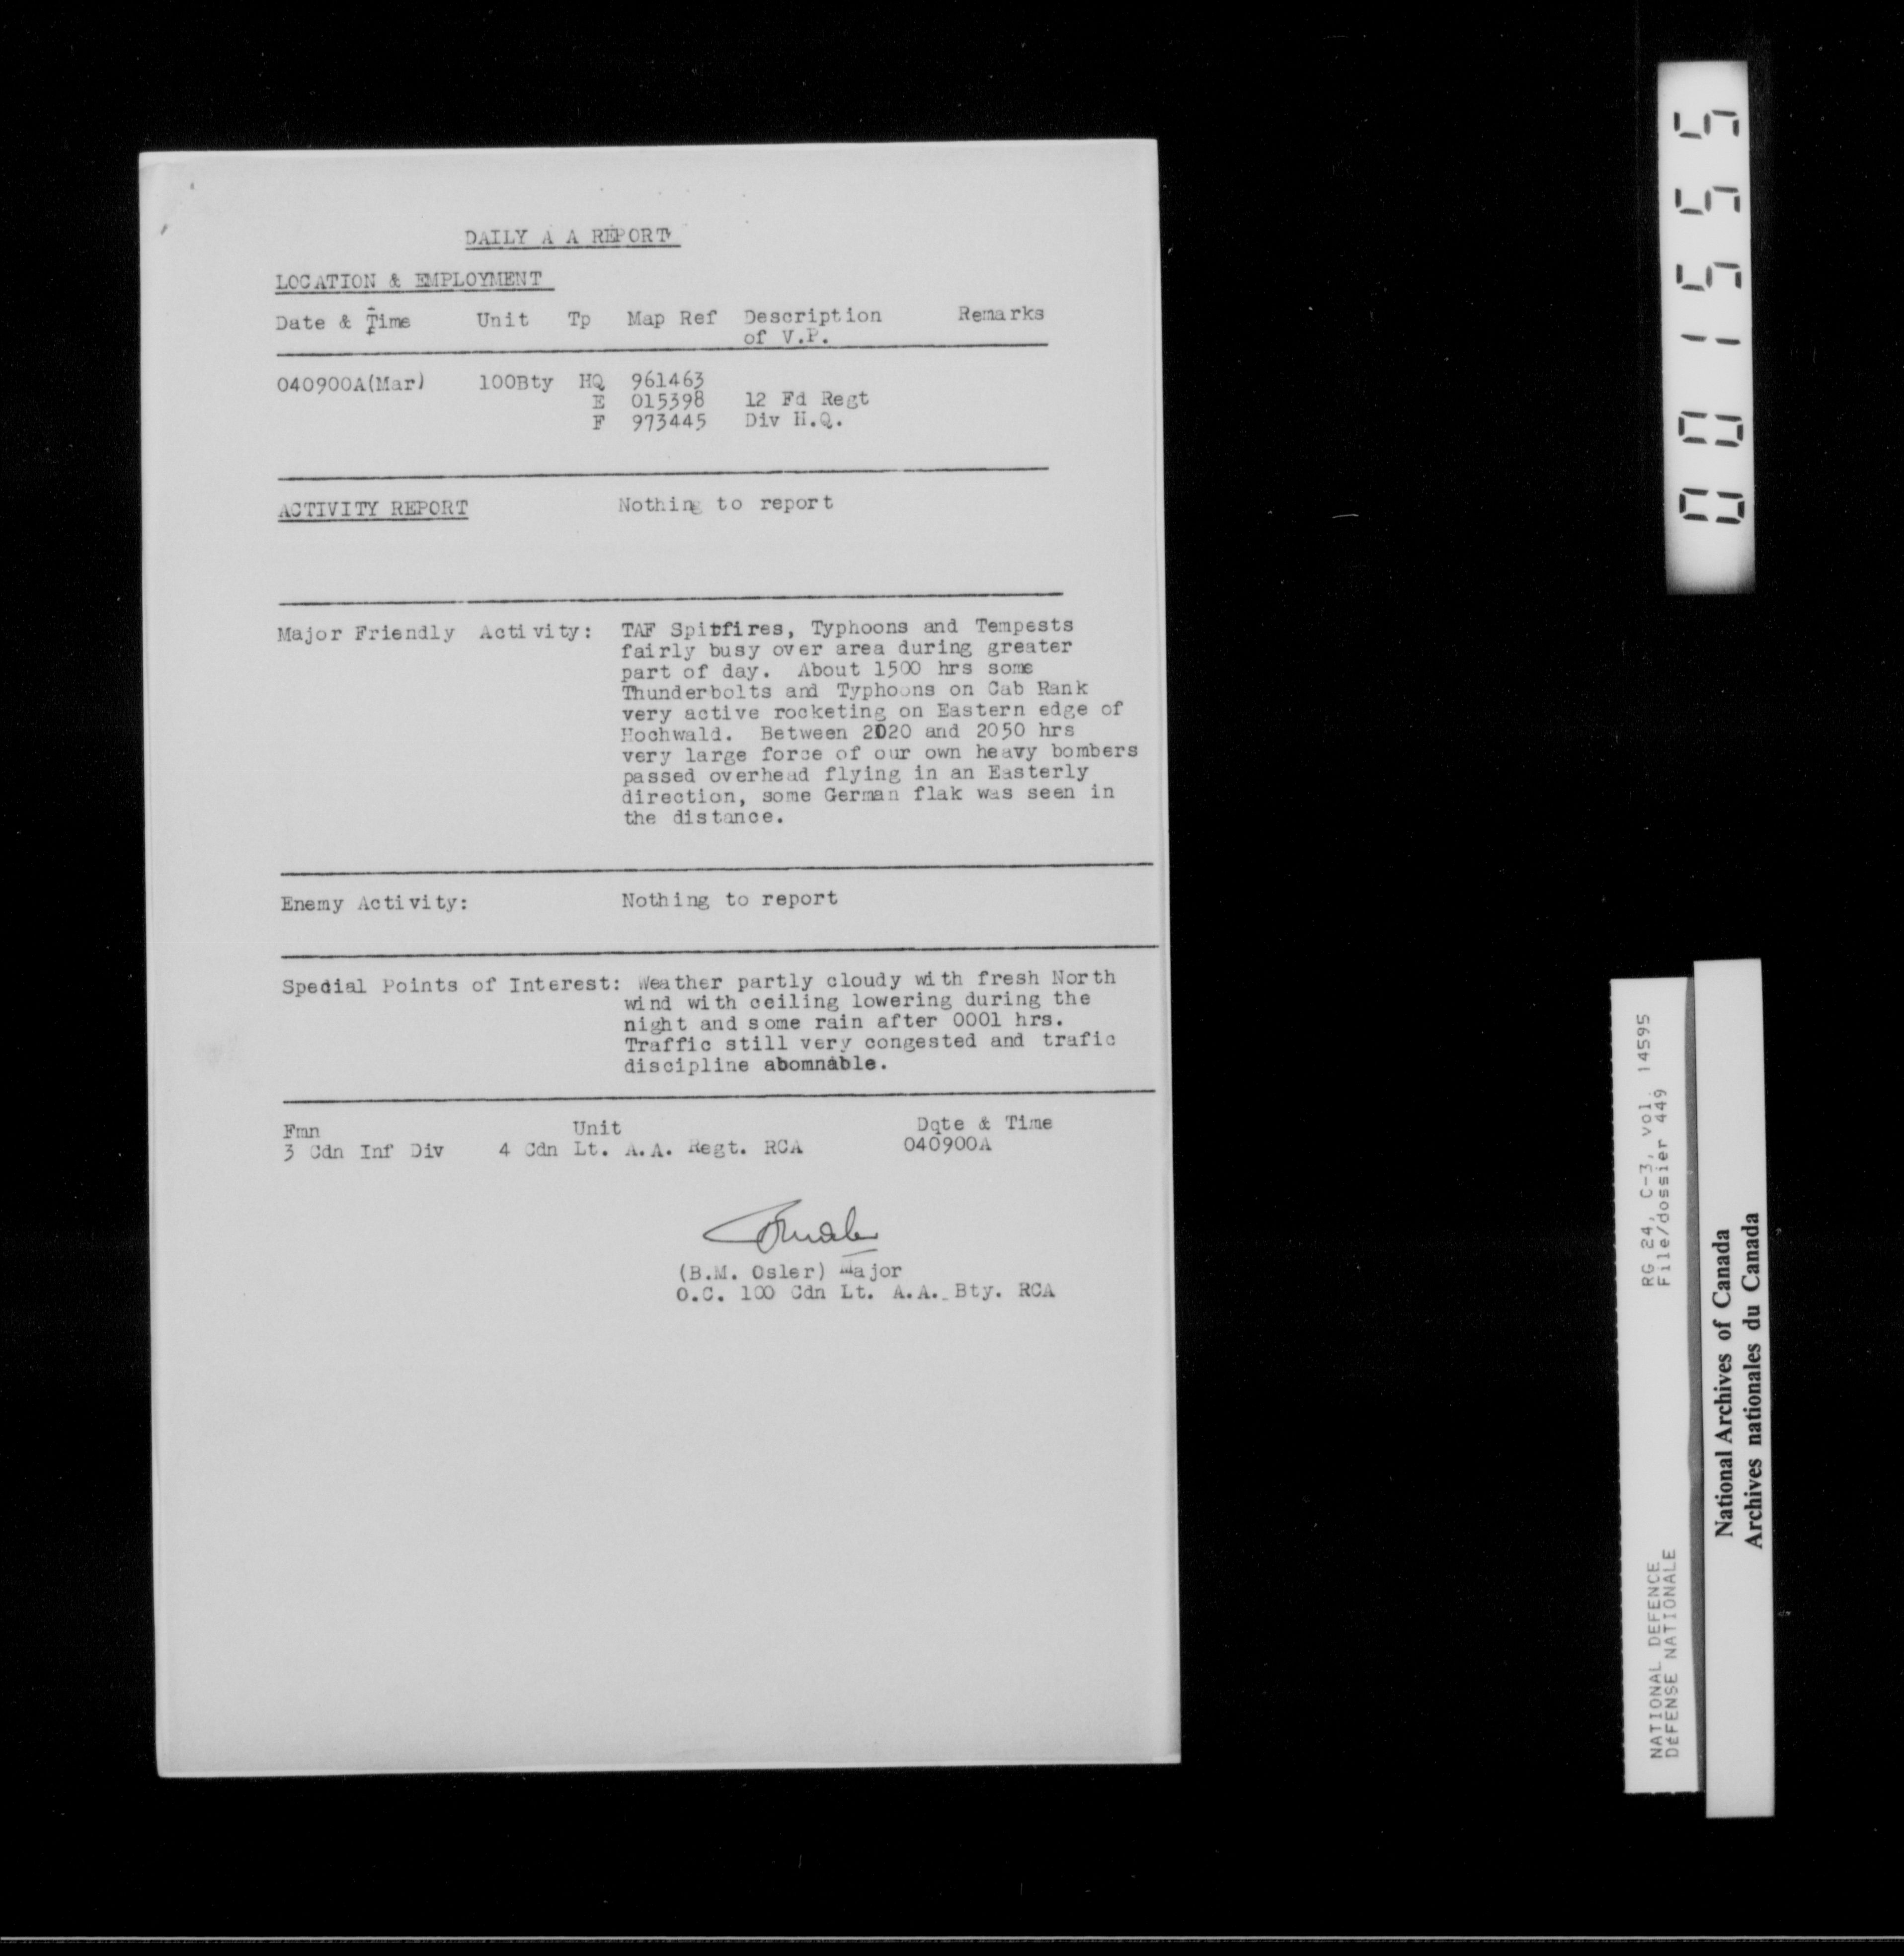 DAILY A A REPORT
LOCATION & EMPLOYMENT
Date & Time Unit Tp Map Ref Description Remarks
of V.P.
040900A(Mar) 100Bty HQ 961463
E 015398 12 Fd Regt
F 973445 Div H.Q.
ACTIVITY REPORT Nothing to report
Major Friendly Activity: TAF Spitfires, Typhoons and Tempests
fairly busy over area during greater
part of day. About 1500 hrs some
Thunderbolts and Typhoons on Cab Rank
very active rocketing on Eastern edge of
Hochwald. Between 2020 and 2050 hrs
very large force of our own heavy bombers
passed overhead flying in an Easterly
direction, some German flak was seen in
the distance.
Enemy Activity: Nothing to report
Spedial Points of Interest: Weather partly cloudy with fresh North
wind with ceiling lowering during the
night and some rain after 0001 hrs.
Traffic still very congested and trafic
discipline abomnable.
Fmn Unit Dqte & Time
3 Cdn Inf Div 4 Cdn Lt. A.A. Regt. RCA 040900A
(B.M. Osler) Major
O.C. 100 Cdn Lt. A.A. Bty. RCA
001555
NATIONAL DEFENCE RG 24, C-3, vol. 14595
DÉFENSE NATIONALE File/dossier 449
National Archives of Canada
Archives nationales du Canada